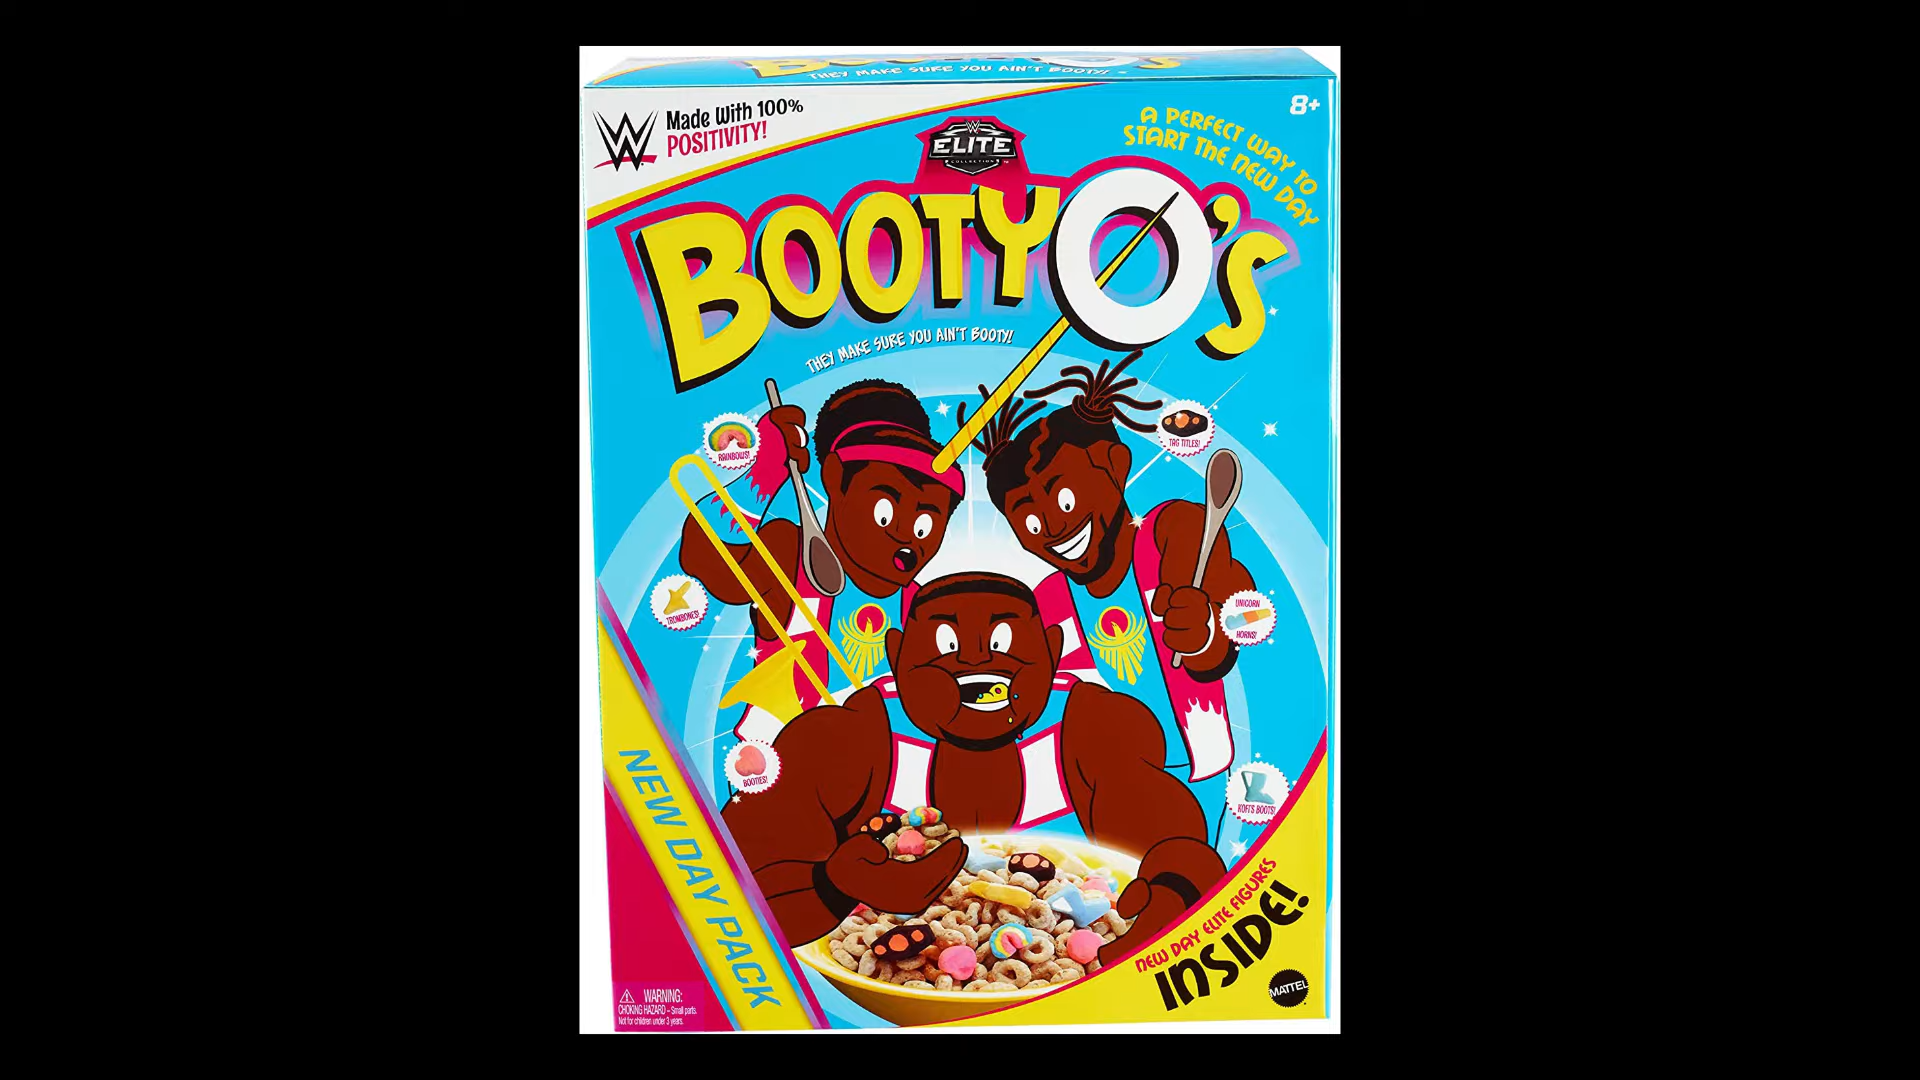 BOOTY O'S
THEY MAKE SURE YOU AIN'T BOOTY!
W
Made With 100%
POSITIVITY!
8+
A PERFECT WAY TO
START THE NEW DAY
W
ELITE
COLLECTION
BOOTYO'S
THEY MAKE SURE YOU AIN'T BOOTY!
RAINBOWS!
TAG TITLES!
TROMBONES!
UNICORN
HORNS!
BOOTIES!
KOFI'S BOOTS!
NEW DAY PACK
NEW DAY ELITE FIGURES
INSIDE!
MATTEL
WARNING:
CHOKING HAZARD – Small parts.
Not for children under 3 years.